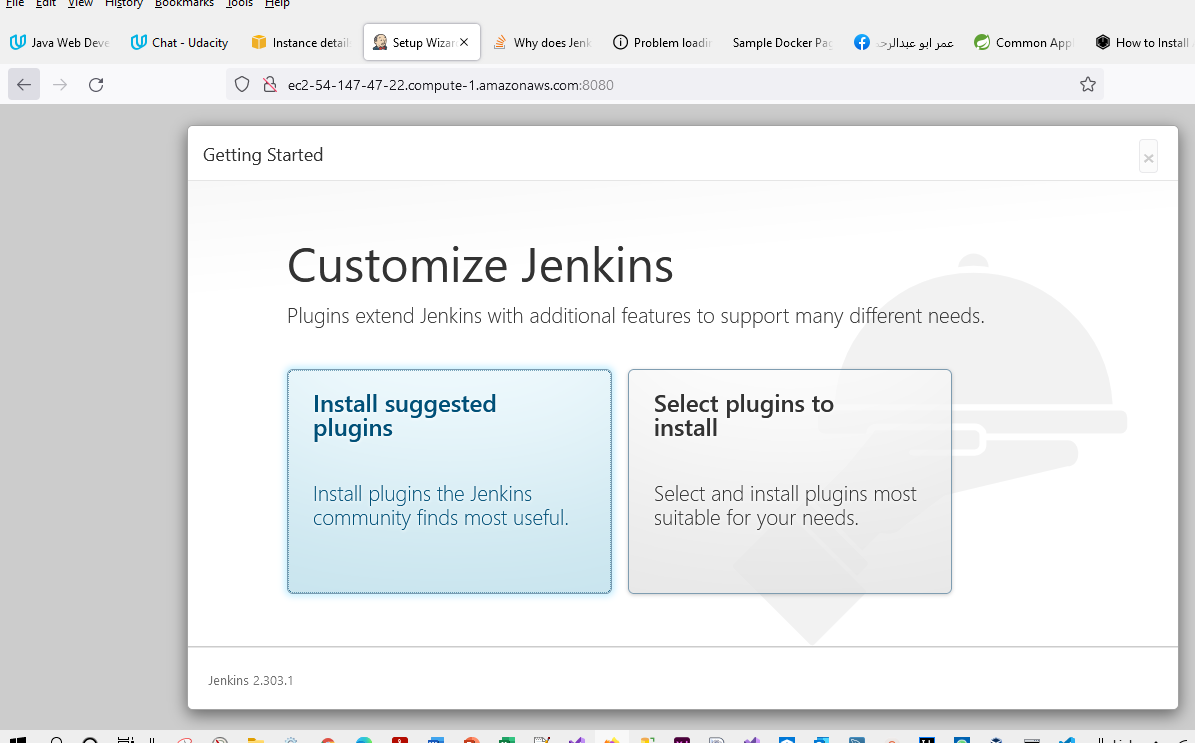 File Edit View History Bookmarks Tools Help
Java Web Deve Chat - Udacity Instance details Setup Wizar Why does Jenk Problem loadin Sample Docker Pag عمر ابو عبدالرح Common Appl How to Install
ec2-54-147-47-22.compute-1.amazonaws.com:8080
Getting Started
Customize Jenkins
Plugins extend Jenkins with additional features to support many different needs.
Install suggested
plugins
Install plugins the Jenkins
community finds most useful.
Select plugins to
install
Select and install plugins most
suitable for your needs.
Jenkins 2.303.1